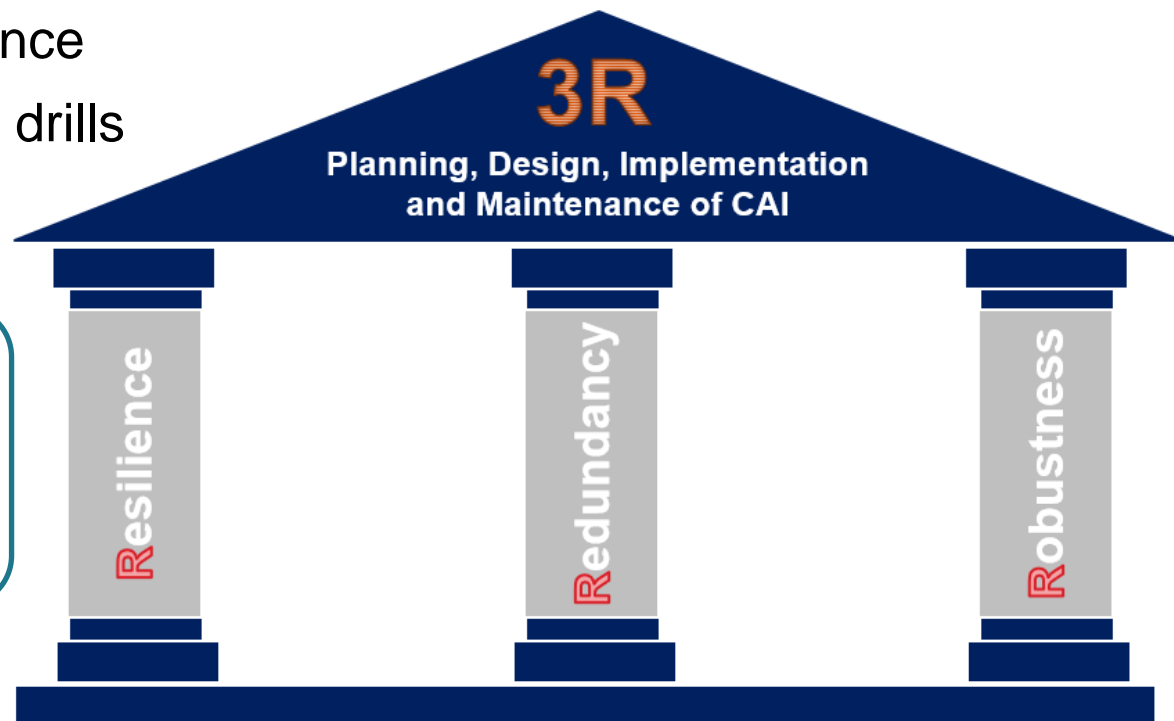 nce
drills
3R
Planning, Design, Implementation
and Maintenance of CAI
Resilience
Redundancy
Robustness